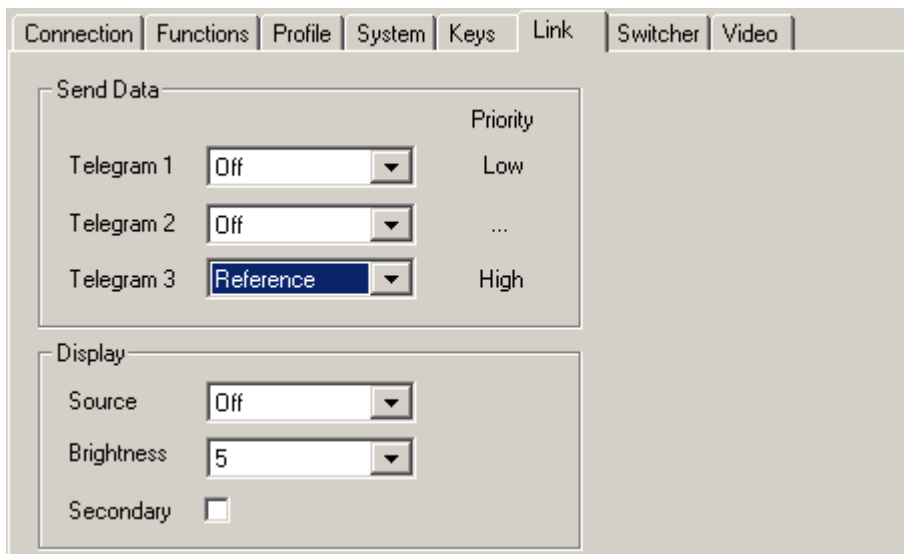 Connection Functions Profile System Keys Link Switcher Video
Send Data
Priority
Telegram 1 Off Low
Telegram 2 Off ...
Telegram 3 Reference High
Display
Source Off
Brightness 5
Secondary